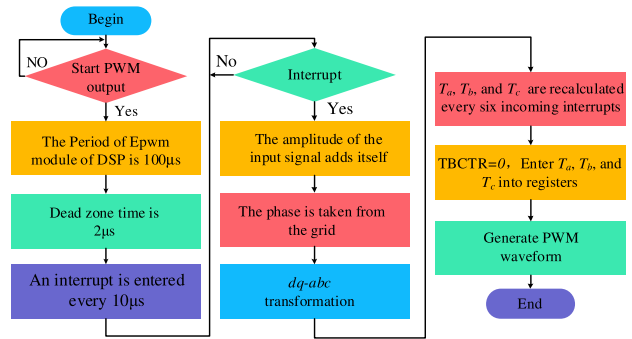 Begin
NO
Start PWM
output
Yes
The Period of Epwm
module of DSP is 100μs
Dead zone time is
2μs
An interrupt is entered
every 10μs
No
Interrupt
Yes
The amplitude of the
input signal adds itself
The phase is taken from
the grid
dq-abc
transformation
Ta, Tb, and Tc are recalculated
every six incoming interrupts
TBCTR=0, Enter Ta, Tb, and
Tc into registers
Generate PWM
waveform
End